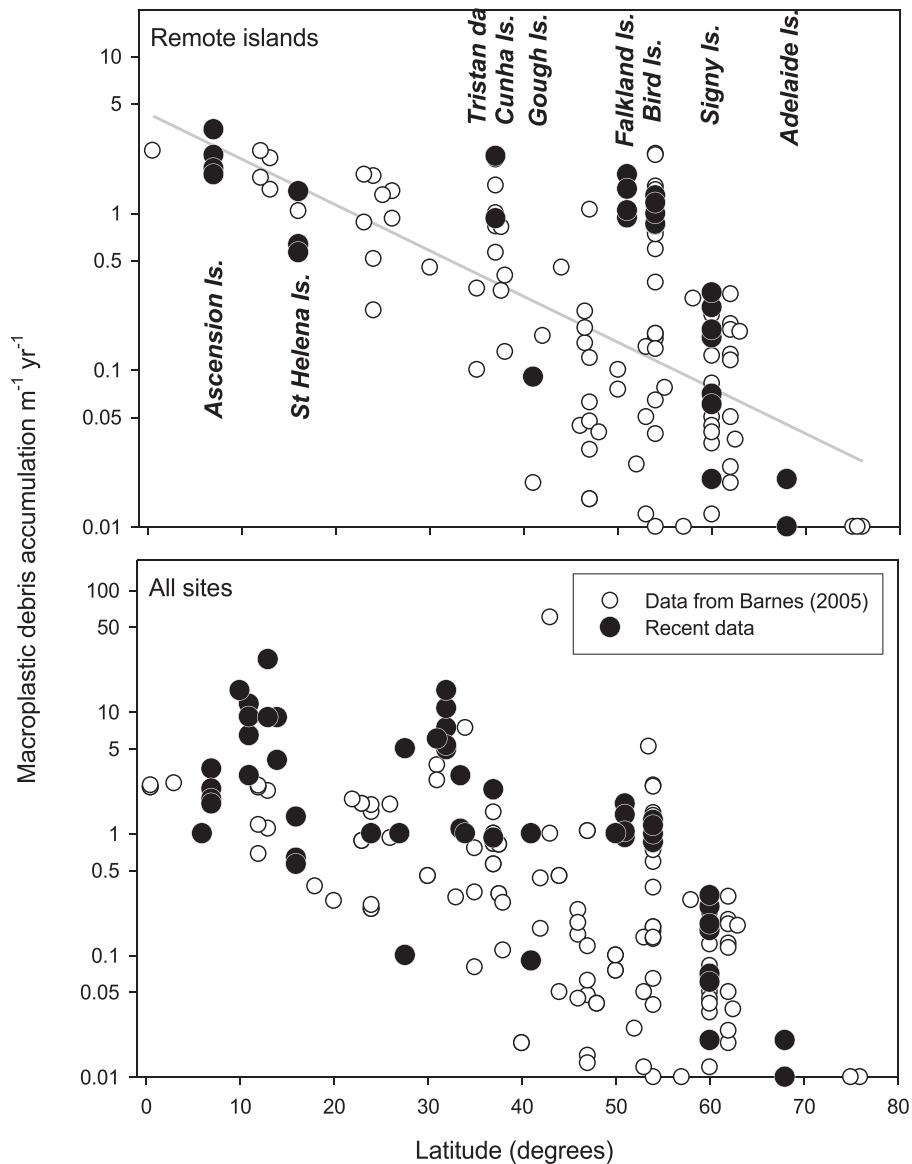 Remote islands
10
5
1
0.5
0.1
0.05
0.01
Tristan da
Cunha Is.
Gough Is.
Falkland Is.
Bird Is.
Signy Is.
Adelaide Is.
Ascension Is.
St Helena Is.
Macroplastic debris accumulation m⁻¹ yr⁻¹
All sites
Data from Barnes (2005)
Recent data
100
50
10
5
1
0.5
0.1
0.05
0.01
0 10 20 30 40 50 60 70 80
Latitude (degrees)